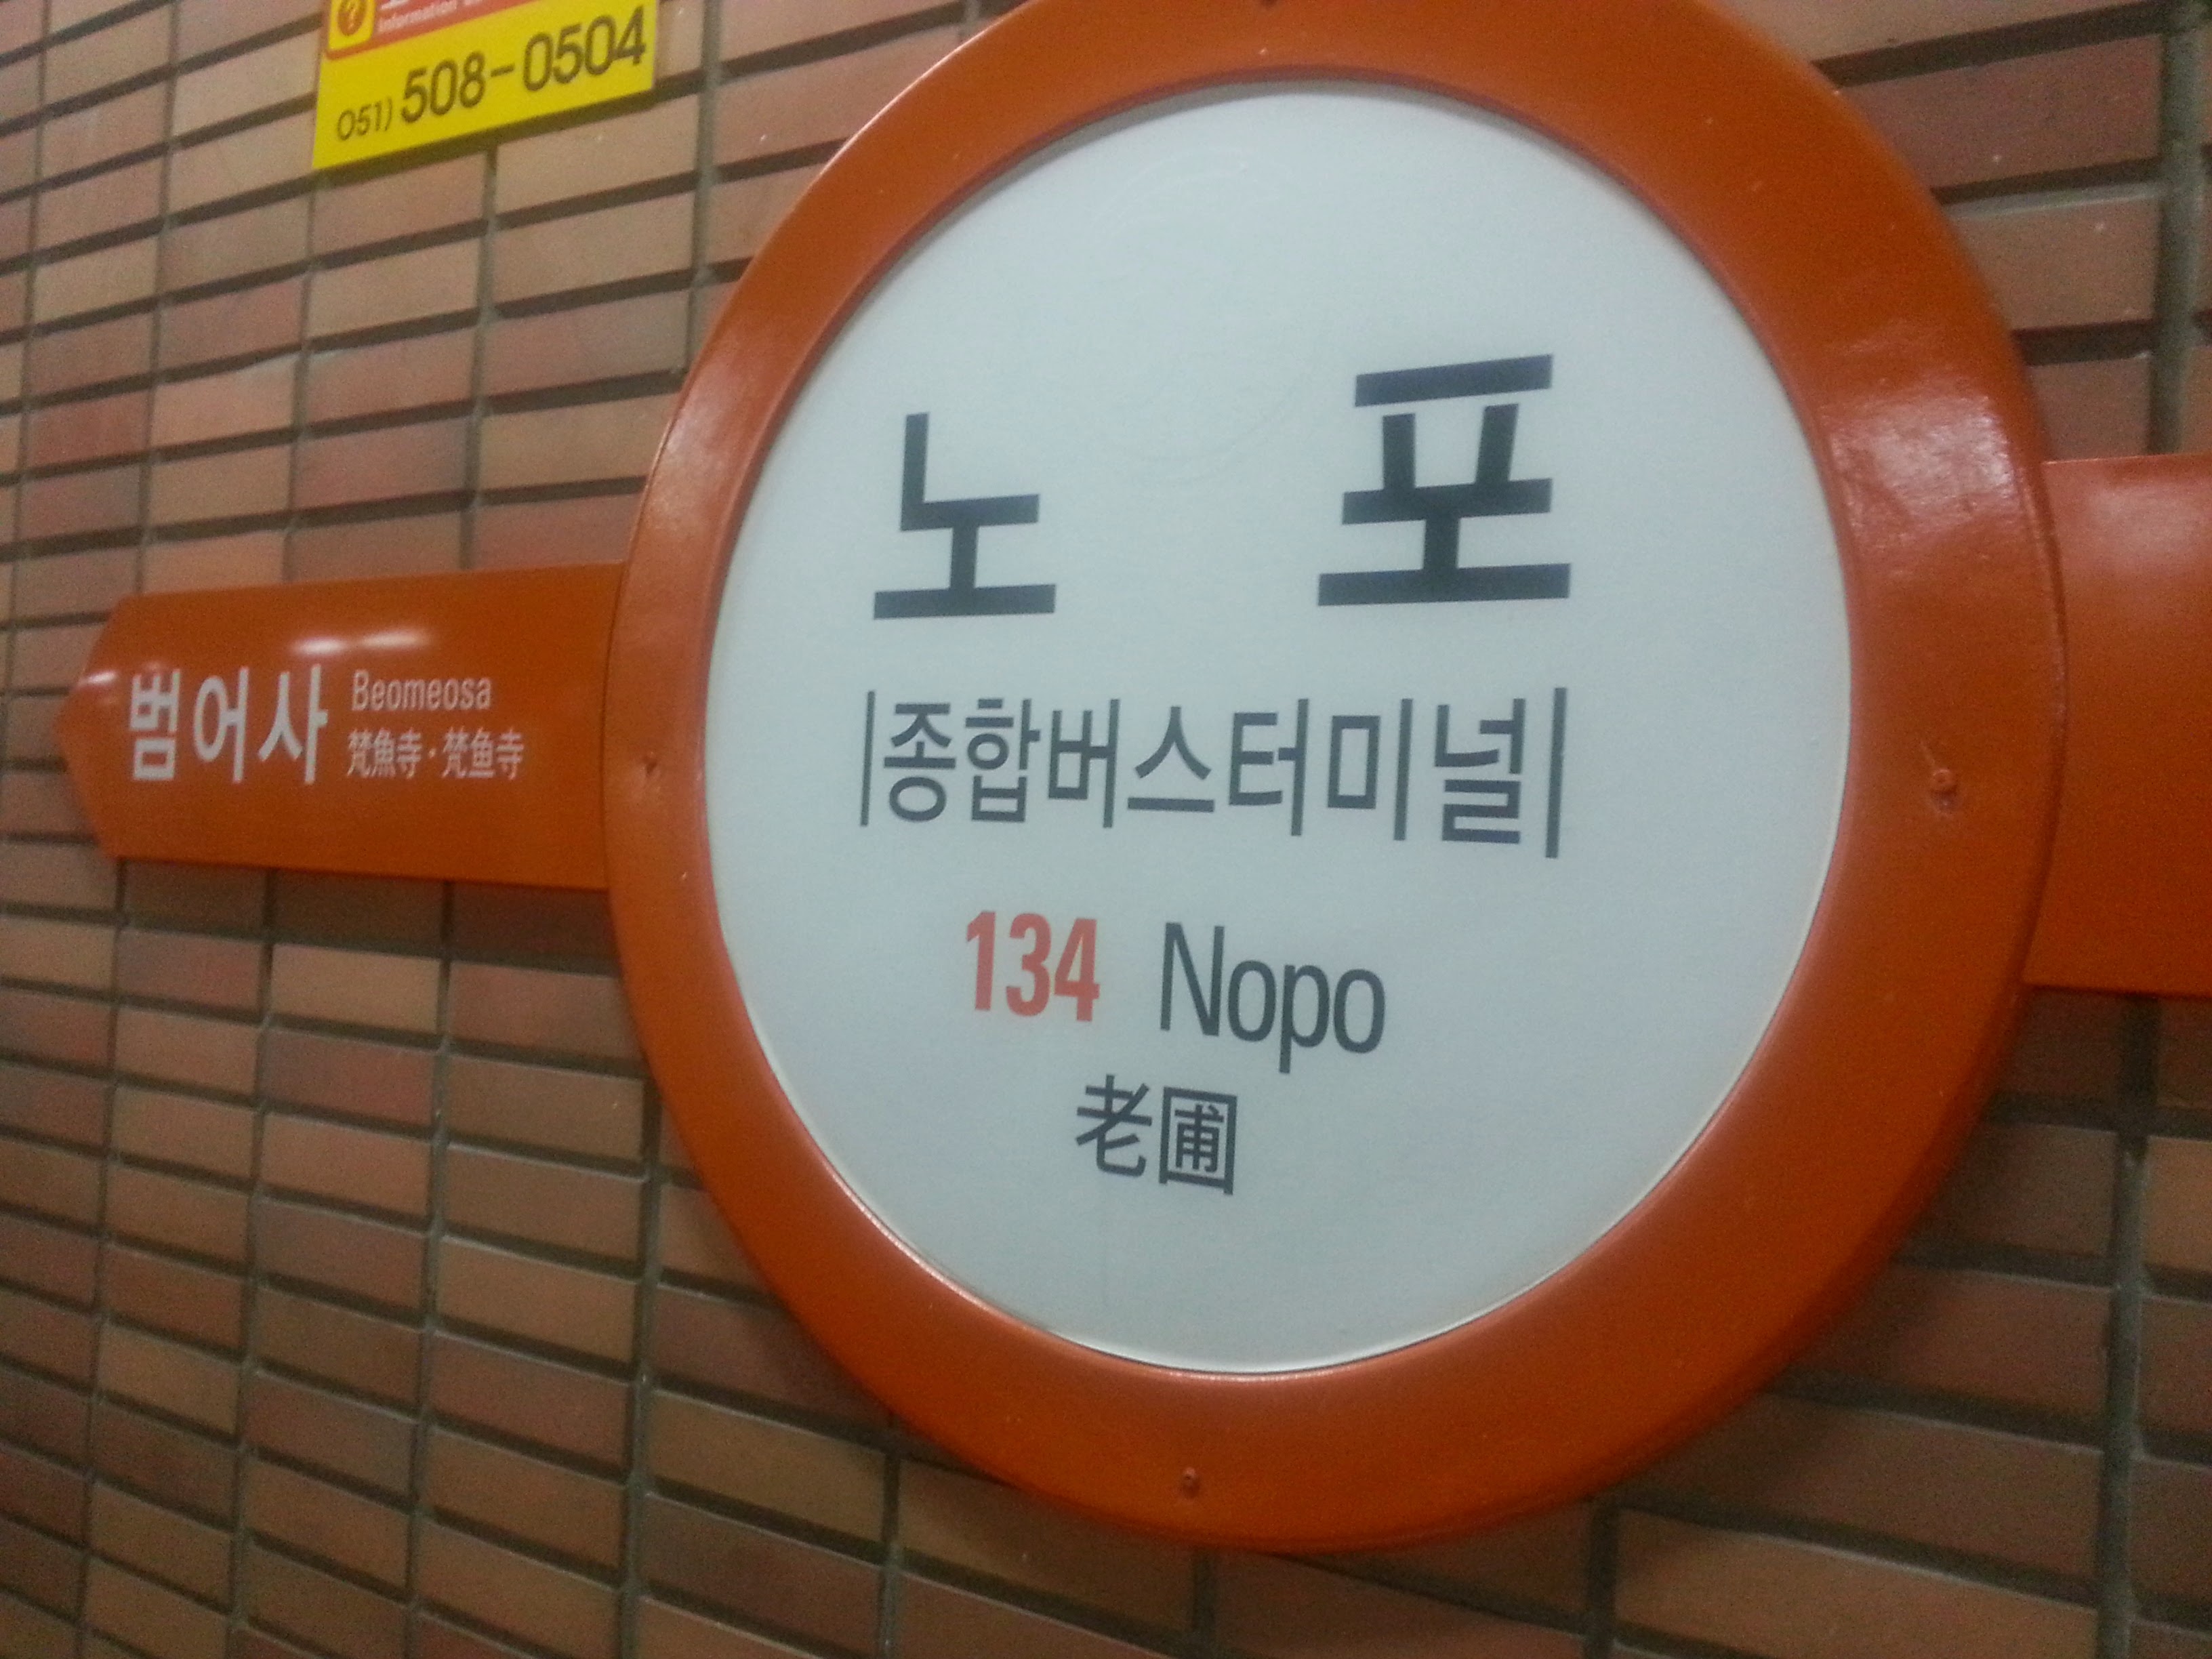 Information
051) 508-0504
노 포
|종합버스터미널|
134 Nopo
老圃
범어사 Beomeosa
梵魚寺·梵鱼寺